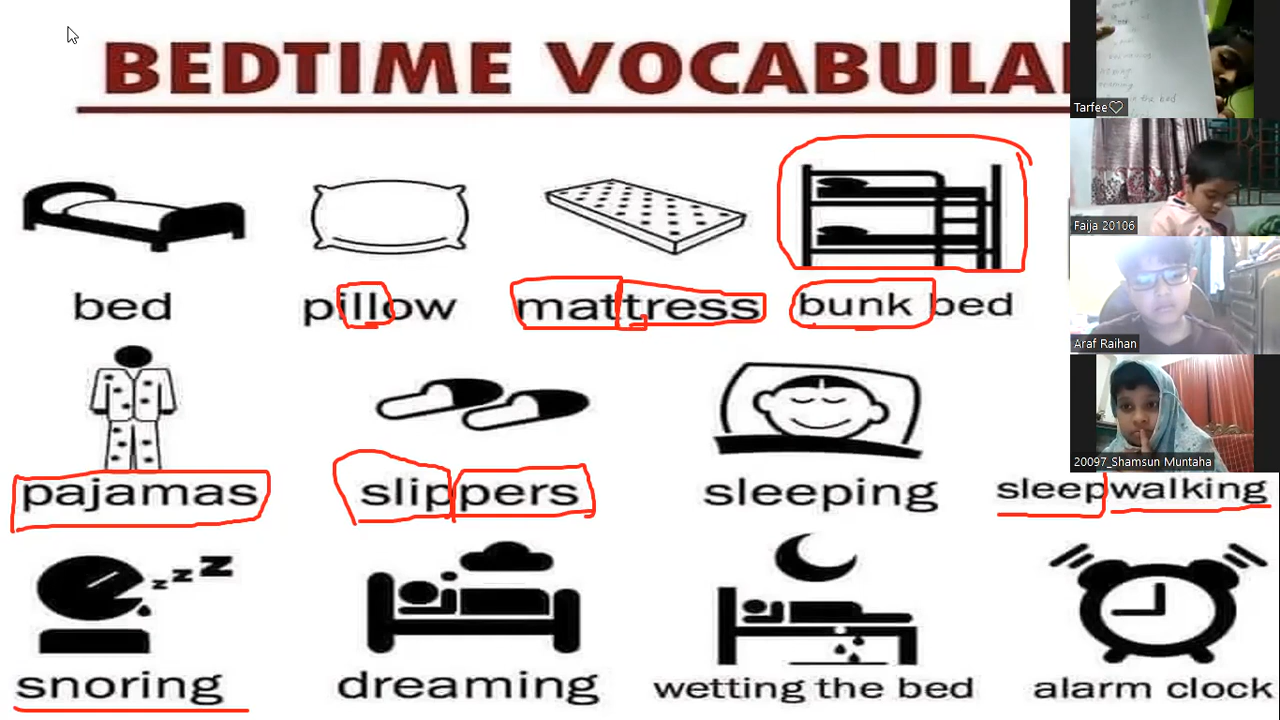 BEDTIME VOCABULA
Tarfee♡
bed pillow mattress bunk bed
Faija 20106
Araf Raihan
20097_Shamsun Muntaha
pajamas slippers sleeping sleepwalking
z z Z
snoring dreaming wetting the bed alarm clock